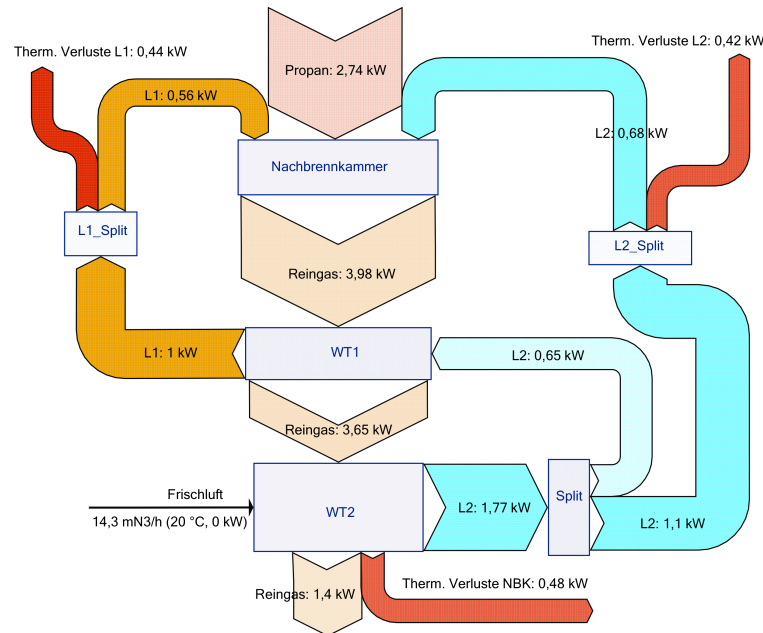 Therm. Verluste L1: 0,44 kW
Therm. Verluste L2: 0,42 kW
Propan: 2,74 kW
L1: 0,56 kW
L2: 0,68 kW
Nachbrennkammer
L1_Split
L2_Split
Reingas: 3,98 kW
L1: 1 kW
WT1
L2: 0,65 kW
Reingas: 3,65 kW
Frischluft
14,3 mN3/h (20 °C, 0 kW)
WT2
L2: 1,77 kW
Split
L2: 1,1 kW
Therm. Verluste NBK: 0,48 kW
Reingas: 1,4 kW